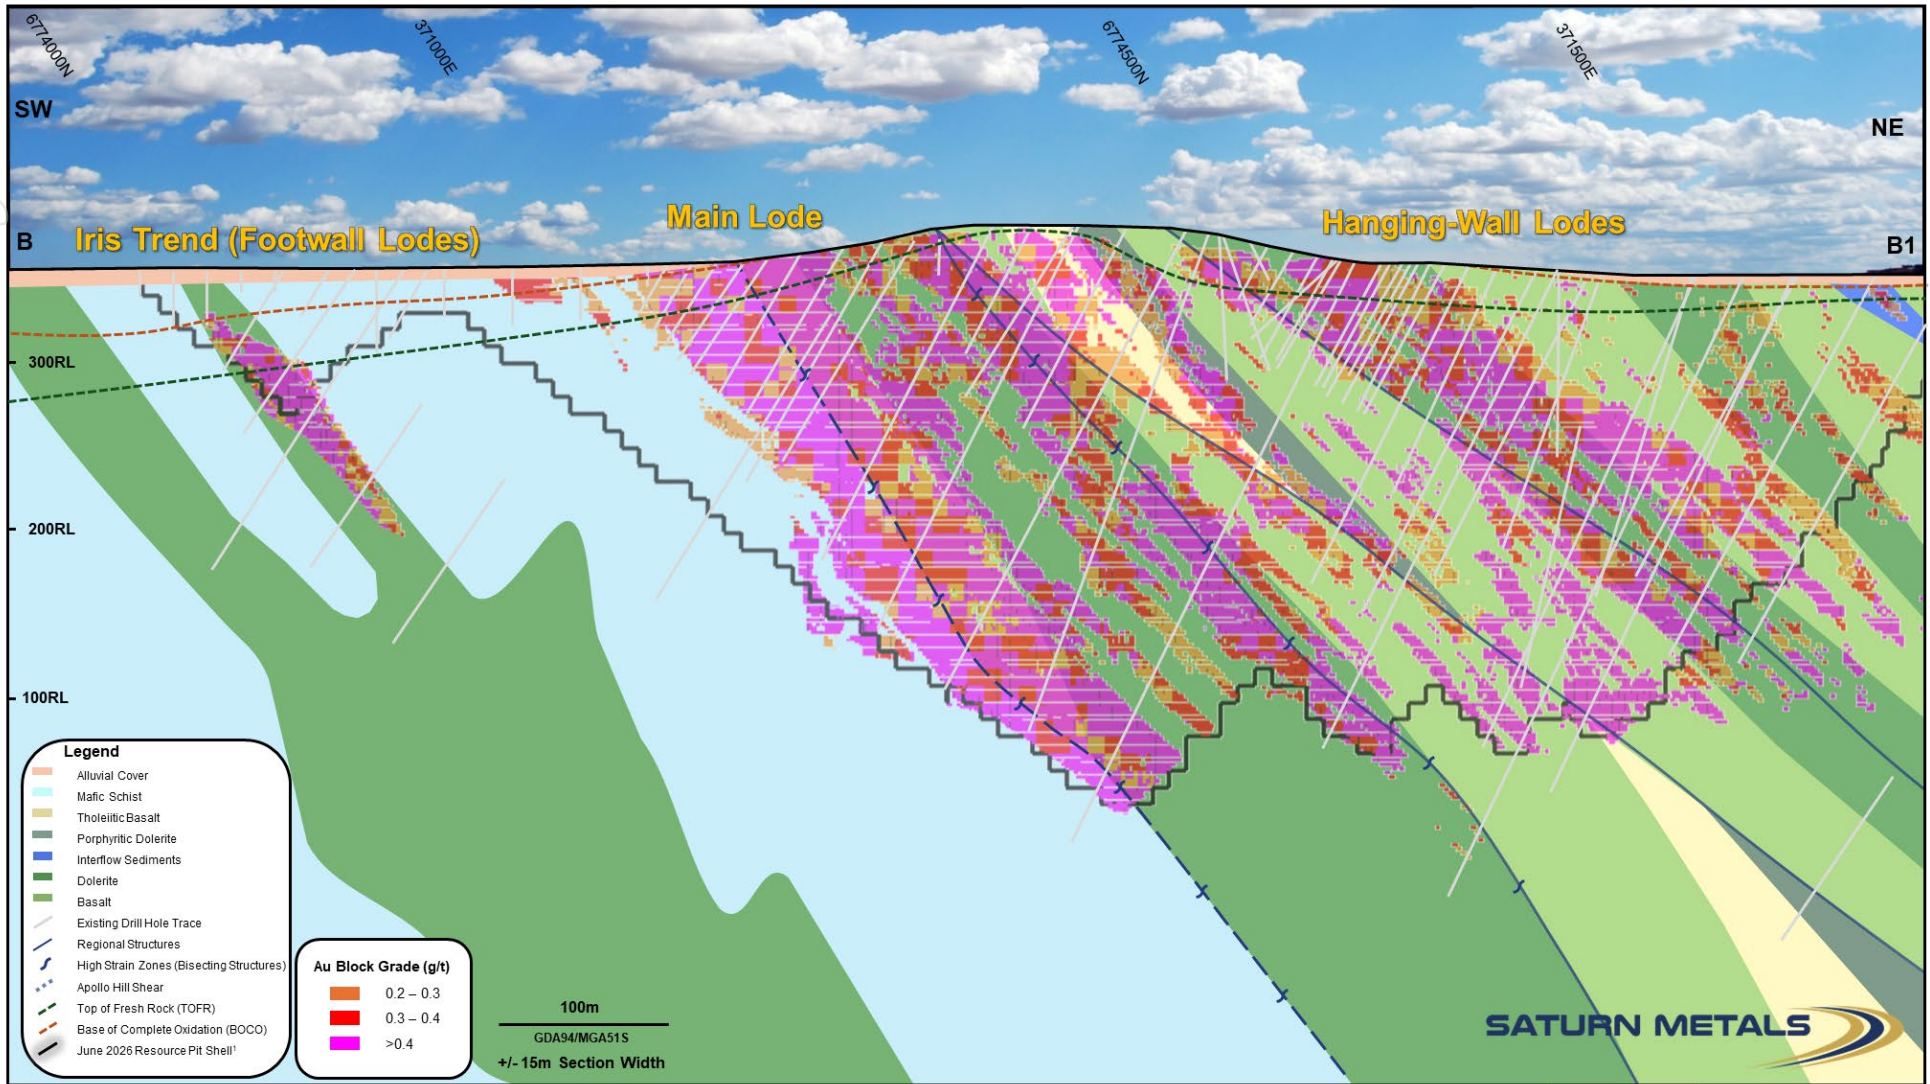 6774000N
371000E
6774500N
371500E
SW
NE
B
B1
Iris Trend (Footwall Lodes)
Main Lode
Hanging-Wall Lodes
300RL
200RL
100RL
Legend
Alluvial Cover
Mafic Schist
Tholeiitic Basalt
Porphyritic Dolerite
Interflow Sediments
Dolerite
Basalt
Existing Drill Hole Trace
Regional Structures
High Strain Zones (Bisecting Structures)
Apollo Hill Shear
Top of Fresh Rock (TOFR)
Base of Complete Oxidation (BOCO)
June 2026 Resource Pit Shell¹
Au Block Grade (g/t)
0.2 – 0.3
0.3 – 0.4
>0.4
100m
GDA94/MGA51S
+/- 15m Section Width
SATURN METALS